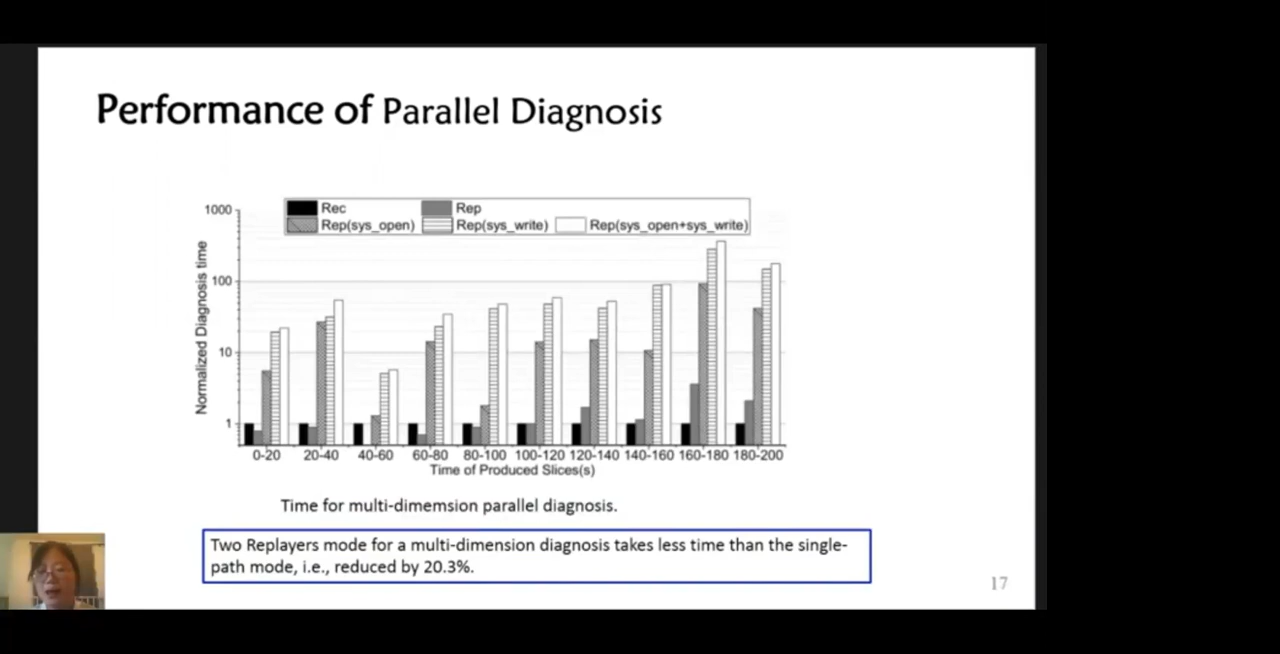 Performance of Parallel Diagnosis
Rec Rep
Rep(sys_open) Rep(sys_write) Rep(sys_open+sys_write)
1000
100
10
1
Normalized Diagnosis time
0-20 20-40 40-60 60-80 80-100 100-120 120-140 140-160 160-180 180-200
Time of Produced Slices(s)
Time for multi-dimemsion parallel diagnosis.
Two Replayers mode for a multi-dimension diagnosis takes less time than the single-
path mode, i.e., reduced by 20.3%.
17